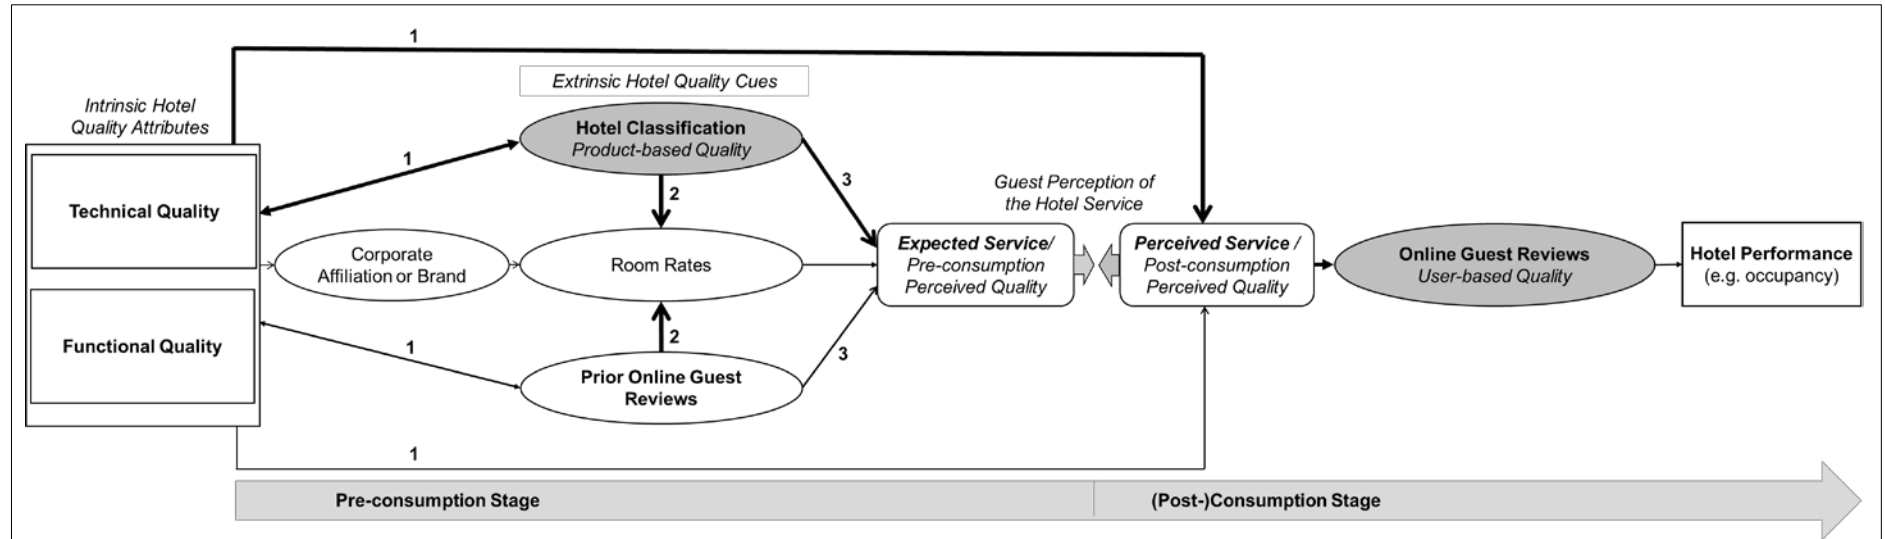 1
Extrinsic Hotel Quality Cues
Intrinsic Hotel
Quality Attributes
Hotel Classification
Product-based Quality
1
3
2
Technical Quality
Guest Perception of
the Hotel Service
Corporate
Affiliation or Brand
Room Rates
Expected Service/
Pre-consumption
Perceived Quality
Perceived Service /
Post-consumption
Perceived Quality
Online Guest Reviews
User-based Quality
Hotel Performance
(e.g. occupancy)
Functional Quality
1
2
3
Prior Online Guest
Reviews
1
Pre-consumption Stage
(Post-)Consumption Stage